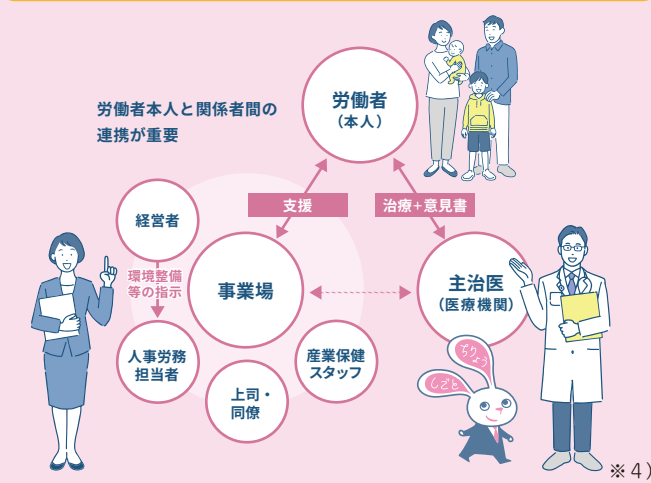 労働者本人と関係者間の
連携が重要
労働者
（本人）
支援
治療+意見書
経営者
環境整備
等の指示
事業場
主治医
（医療機関）
人事労務
担当者
上司・
同僚
産業保健
スタッフ
ちりょう
しごと
※４）